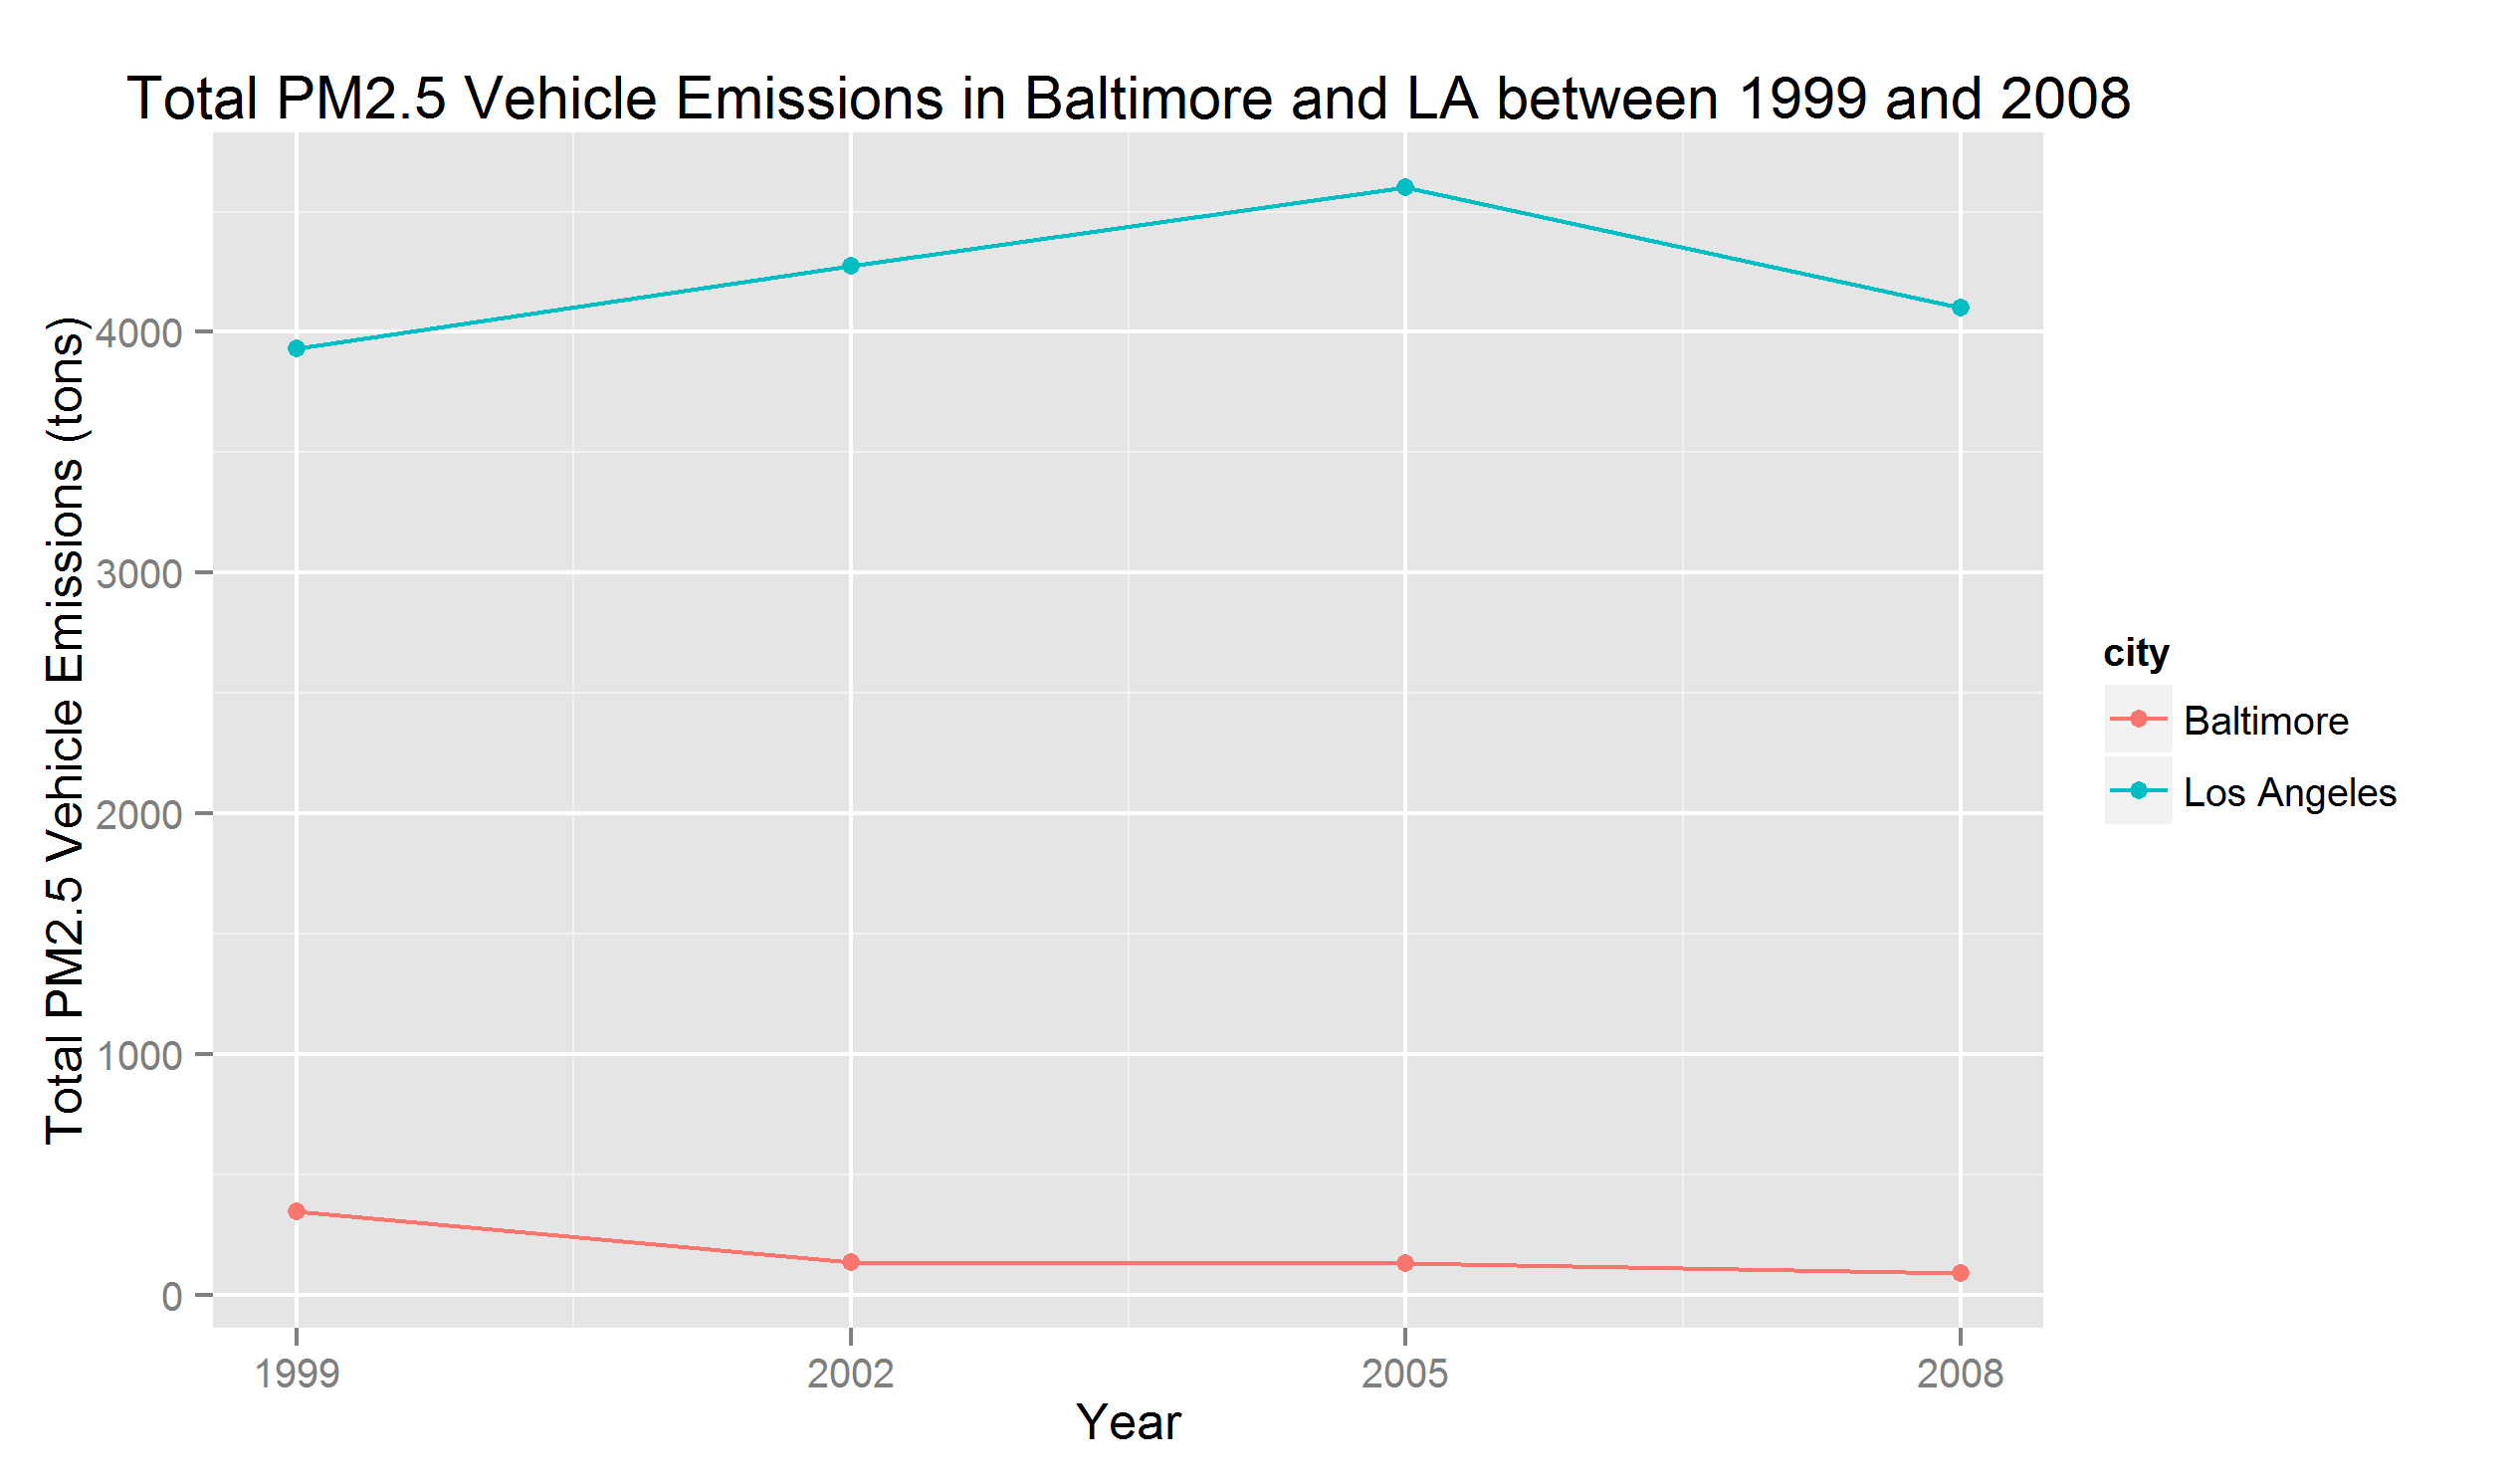 Total PM2.5 Vehicle Emissions in Baltimore and LA between 1999 and 2008
Total PM2.5 Vehicle Emissions (tons)
4000
3000
2000
1000
0
1999 2002 2005 2008
Year
city
Baltimore
Los Angeles